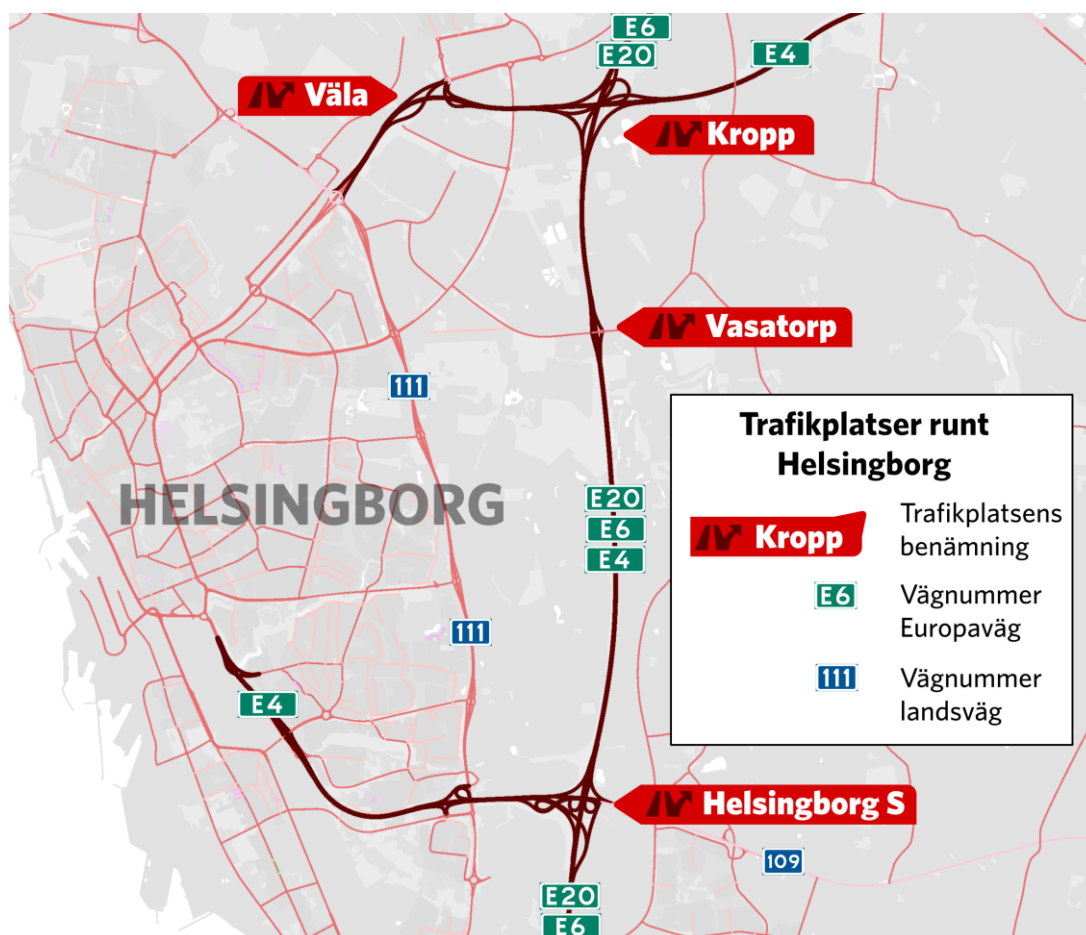 E6
E20
E4
Väla
Kropp
Vasatorp
111
Trafikplatser runt
Helsingborg
HELSINGBORG
E20
E6
E4
Kropp
Trafikplatsens
benämning
E6
Vägnummer
Europaväg
111
111
Vägnummer
landsväg
E4
Helsingborg S
109
E20
E6